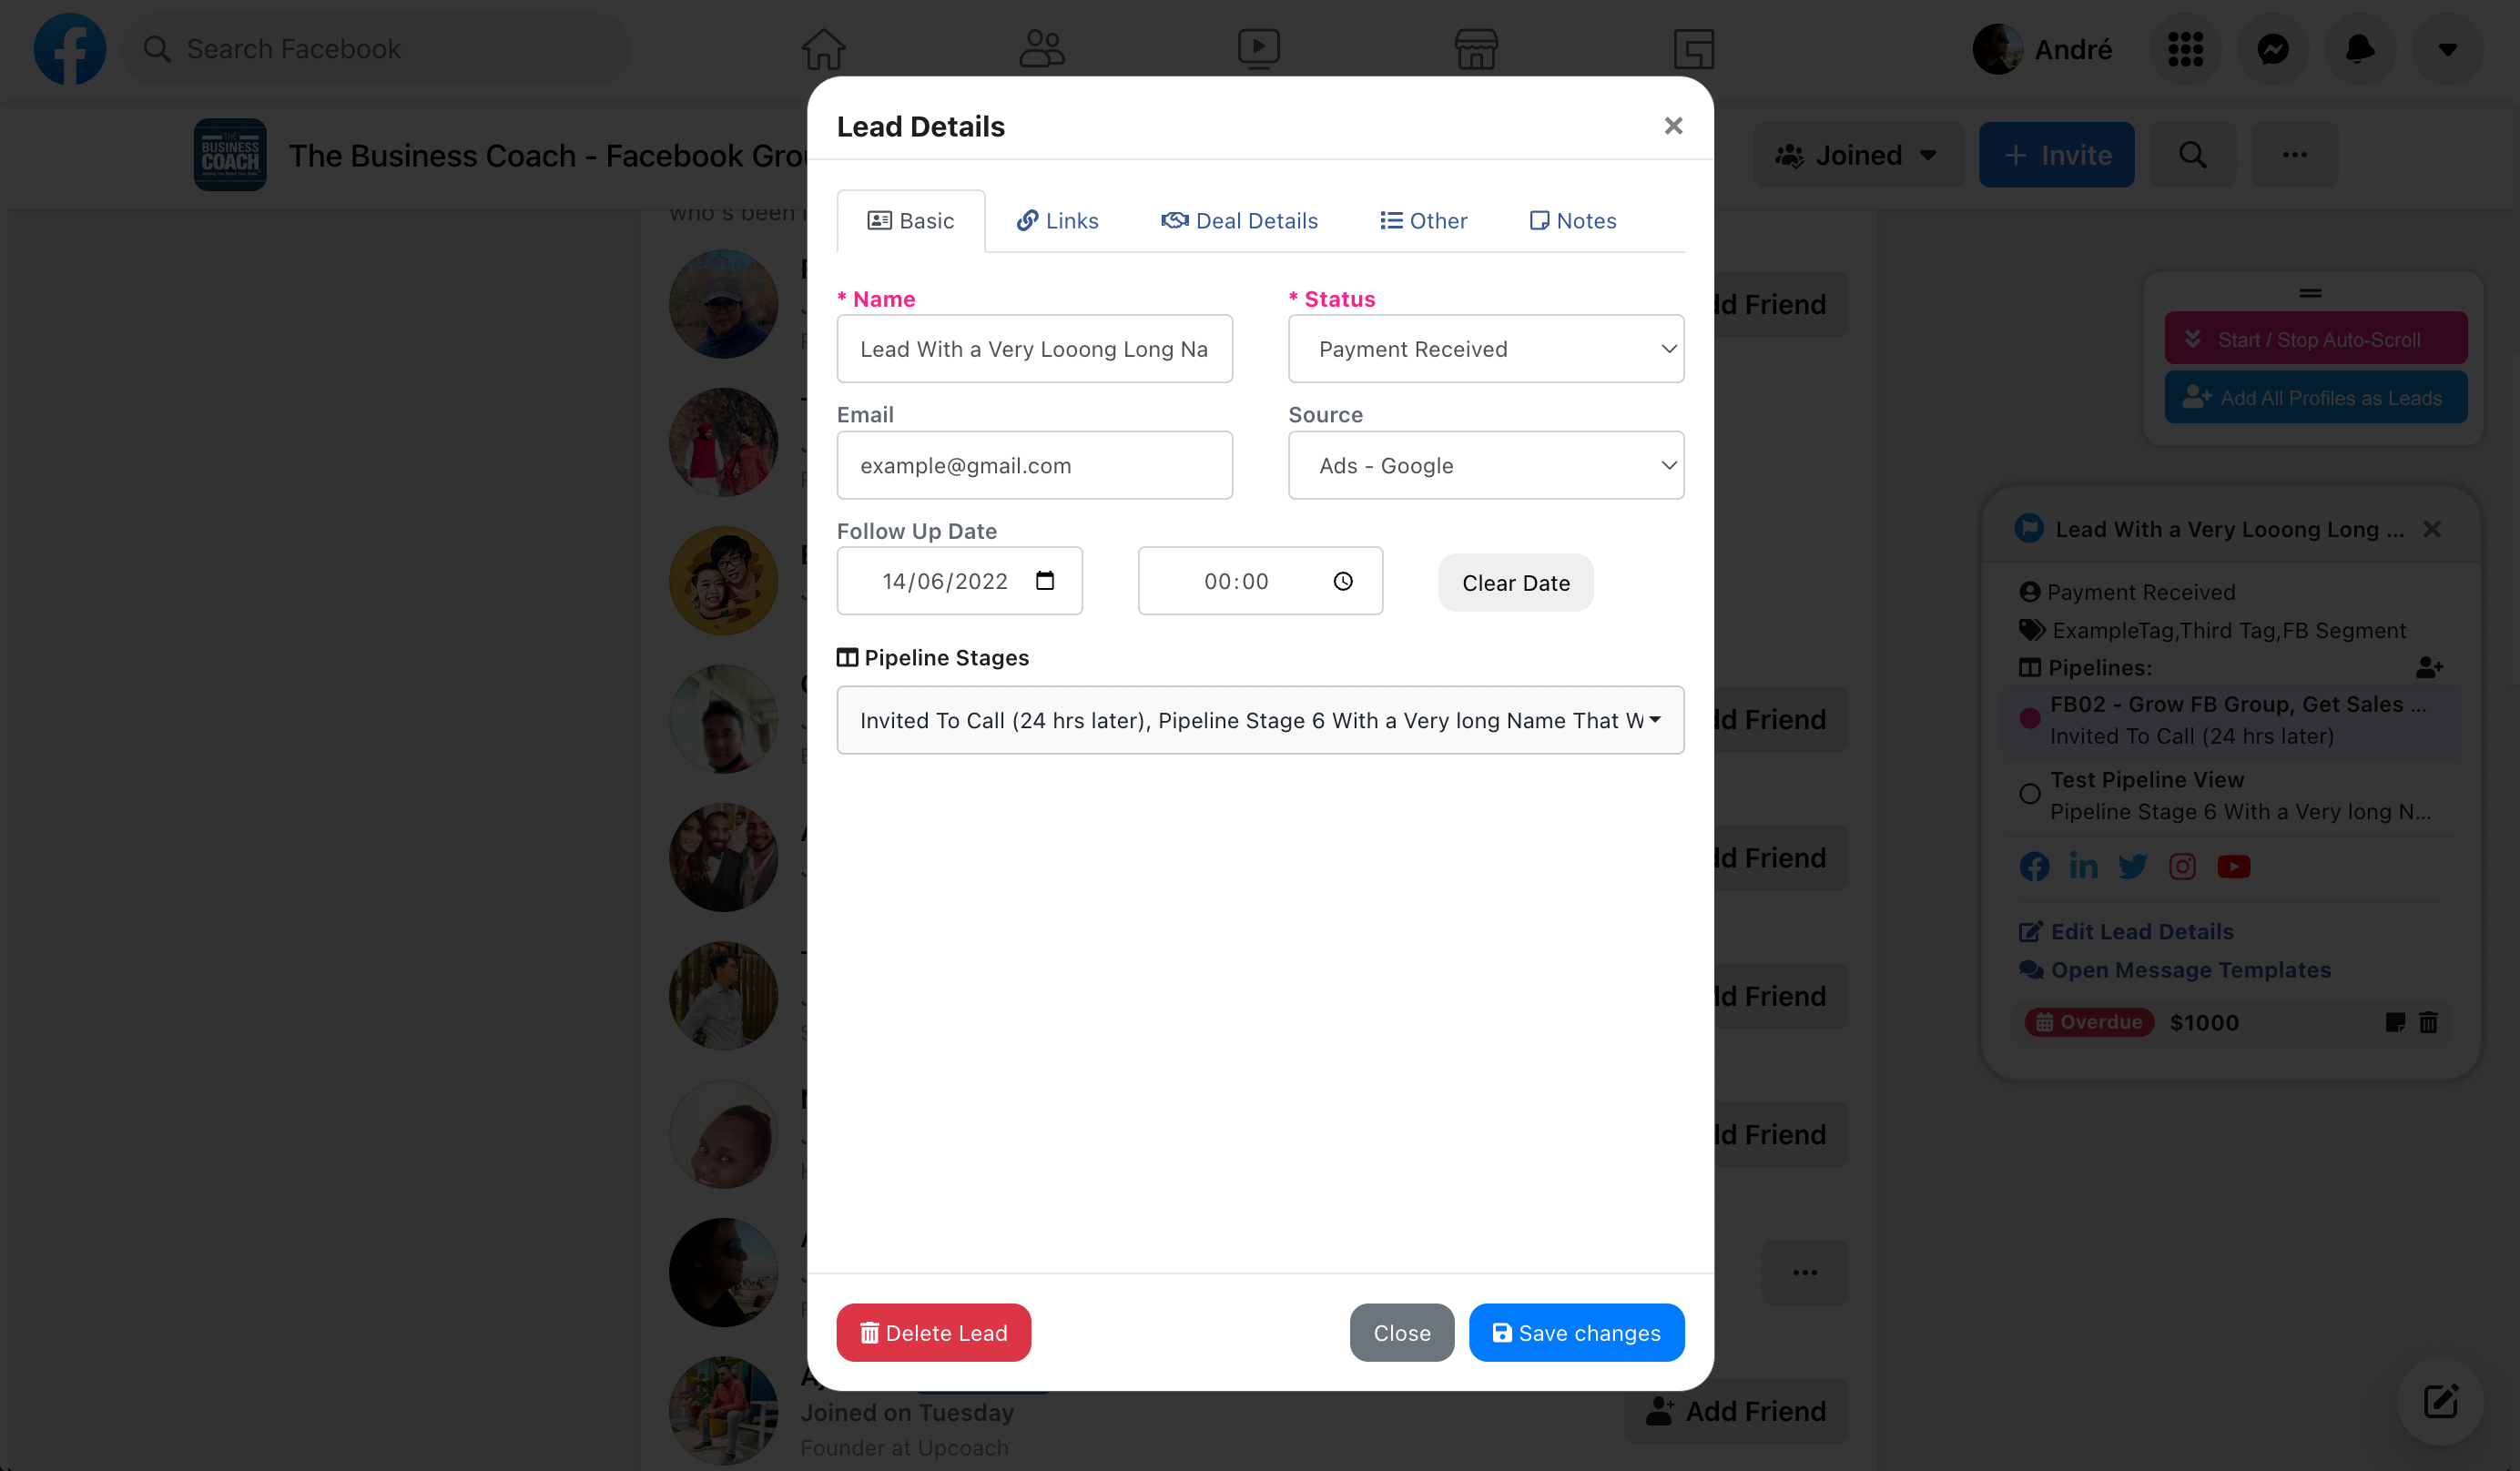 Search Facebook
André
THE
BUSINESS
COACH
The Business Coach - Facebook Grou
Joined
+ Invite
who's been
Lead Details
Basic
Links
Deal Details
Other
Notes
* Name
* Status
Lead With a Very Looong Long Na
Payment Received
Email
Source
example@gmail.com
Ads - Google
Follow Up Date
14/06/2022
00:00
Clear Date
Pipeline Stages
Invited To Call (24 hrs later), Pipeline Stage 6 With a Very long Name That W
Delete Lead
Close
Save changes
dd Friend
dd Friend
dd Friend
dd Friend
dd Friend
Joined on Tuesday
Founder at Upcoach
Add Friend
Start / Stop Auto-Scroll
Add All Profiles as Leads
Lead With a Very Looong Long ...
Payment Received
ExampleTag,Third Tag,FB Segment
Pipelines:
FB02 - Grow FB Group, Get Sales ...
Invited To Call (24 hrs later)
Test Pipeline View
Pipeline Stage 6 With a Very long N...
Edit Lead Details
Open Message Templates
Overdue $1000